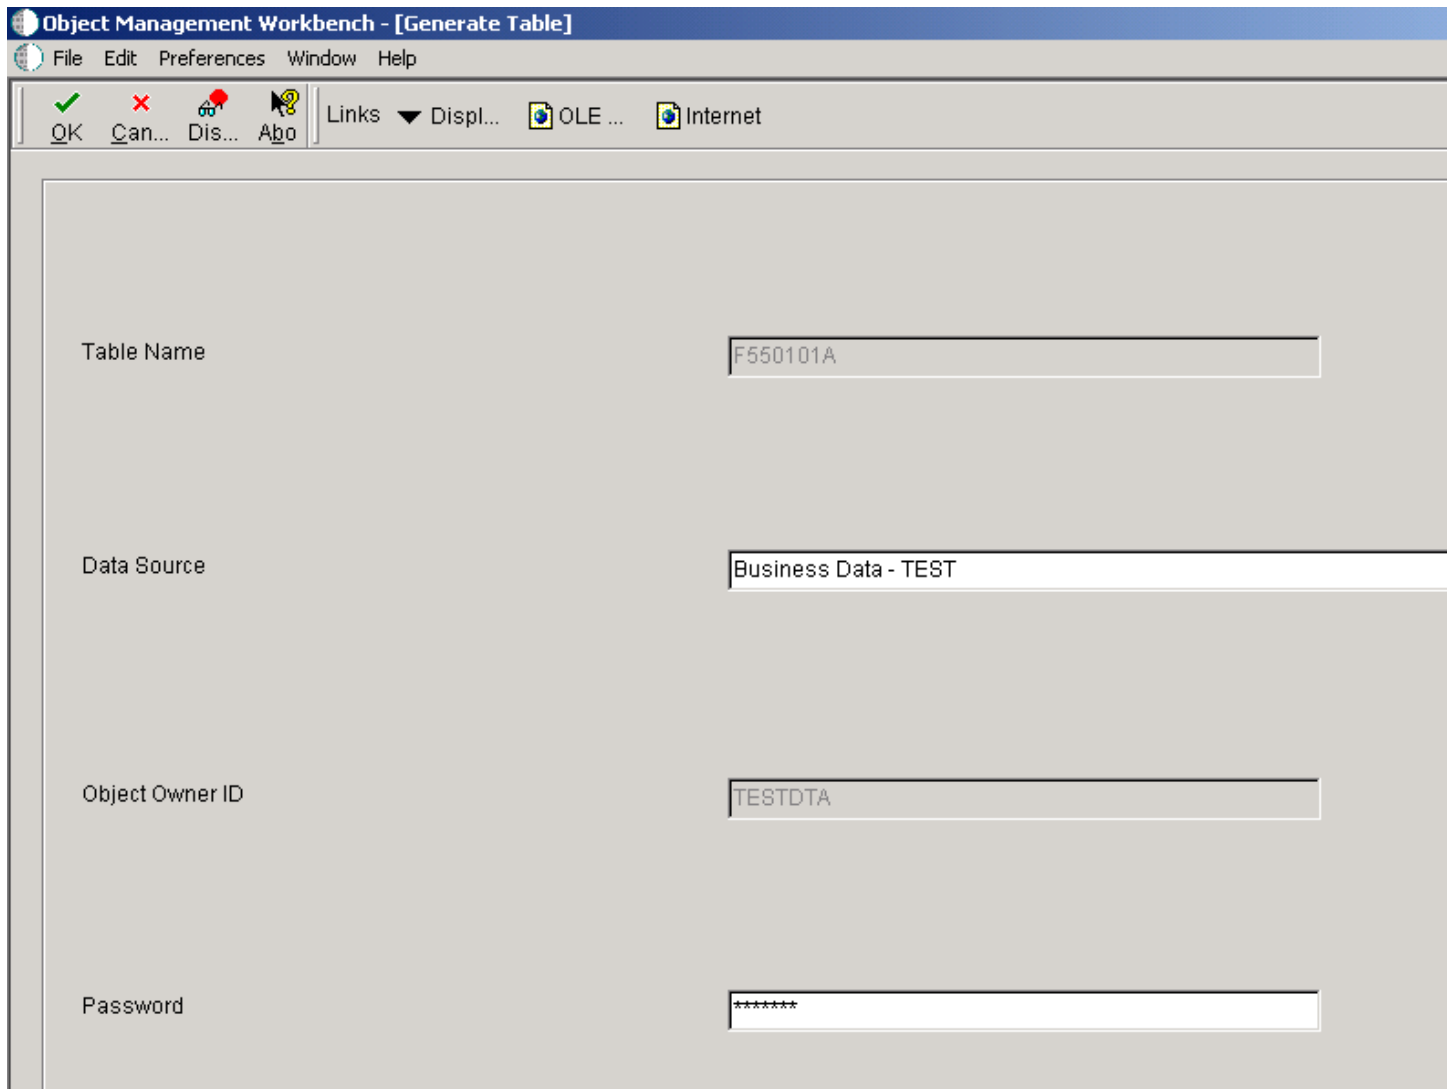 Object Management Workbench - [Generate Table]
File Edit Preferences Window Help
OK Can... Dis... Abo Links Displ... OLE ... Internet
Table Name F550101A
Data Source Business Data - TEST
Object Owner ID TESTDTA
Password *******